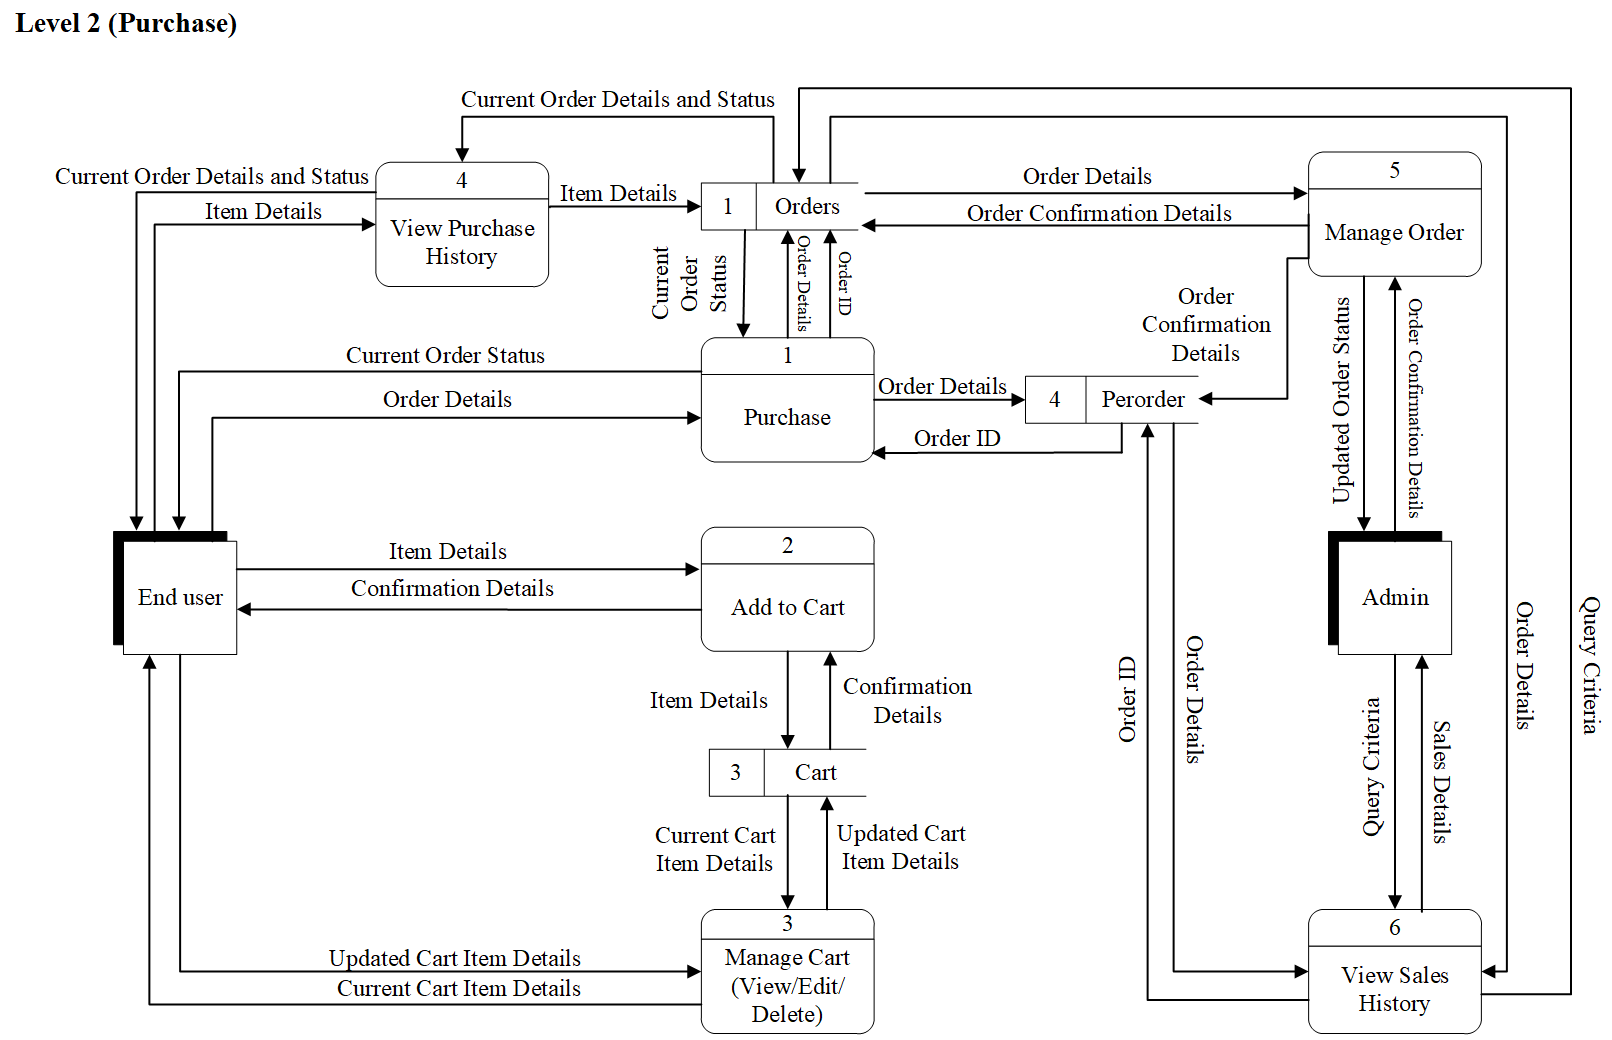 Level 2 (Purchase)
Current Order Details and Status
Current Order Details and Status
Item Details
4
View Purchase
History
Item Details
1
Orders
Order Details
Order Confirmation Details
5
Manage Order
Current
Order
Status
Order Details
Order ID
Order
Confirmation
Details
Updated Order Status
Order Confirmation Details
Current Order Status
Order Details
1
Purchase
Order Details
4
Perorder
Order ID
End user
Item Details
Confirmation Details
2
Add to Cart
Admin
Item Details
Confirmation
Details
Order ID
Order Details
Query Criteria
Sales Details
Order Details
Query Criteria
3
Cart
Current Cart
Item Details
Updated Cart
Item Details
Updated Cart Item Details
Current Cart Item Details
3
Manage Cart
(View/Edit/
Delete)
6
View Sales
History